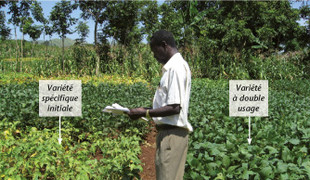 Variété
spécifique
initiale
Variété
à double
usage